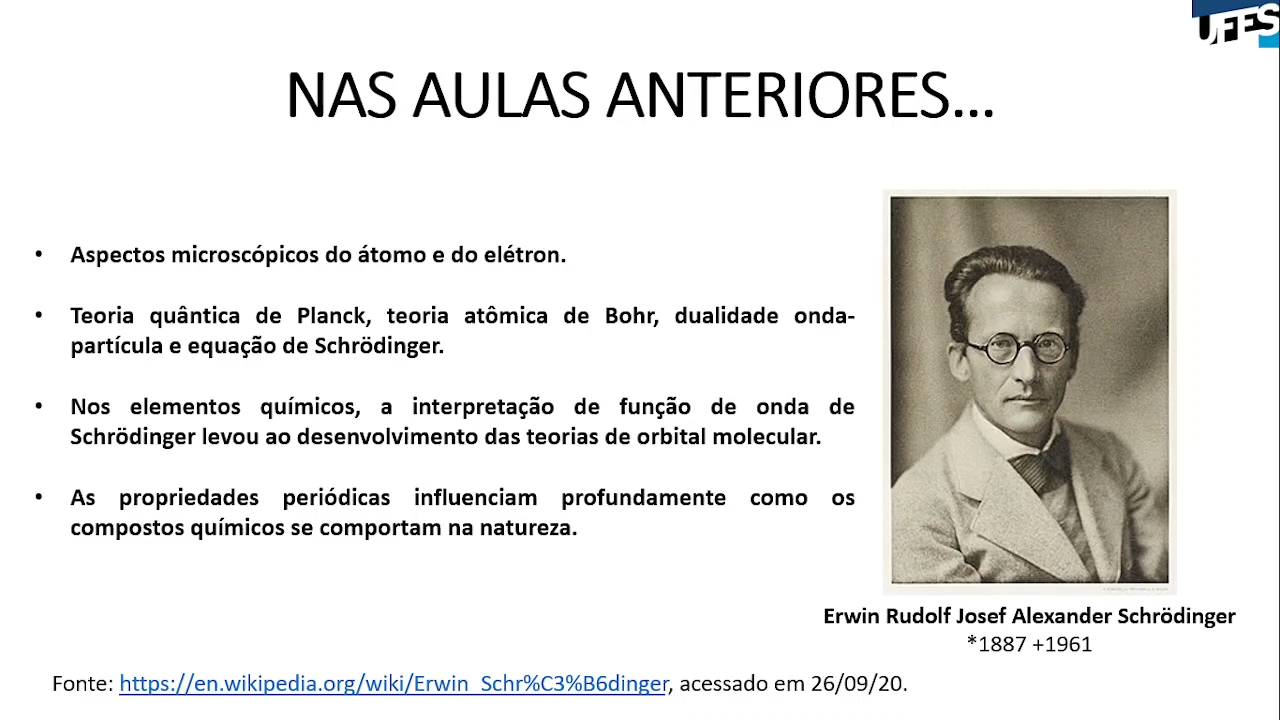 UFES
NAS AULAS ANTERIORES...
• Aspectos microscópicos do átomo e do elétron.
• Teoria quântica de Planck, teoria atômica de Bohr, dualidade onda-
partícula e equação de Schrödinger.
• Nos elementos químicos, a interpretação de função de onda de
Schrödinger levou ao desenvolvimento das teorias de orbital molecular.
• As propriedades periódicas influenciam profundamente como os
compostos químicos se comportam na natureza.
Erwin Rudolf Josef Alexander Schrödinger
*1887 +1961
Fonte: https://en.wikipedia.org/wiki/Erwin_Schr%C3%B6dinger, acessado em 26/09/20.